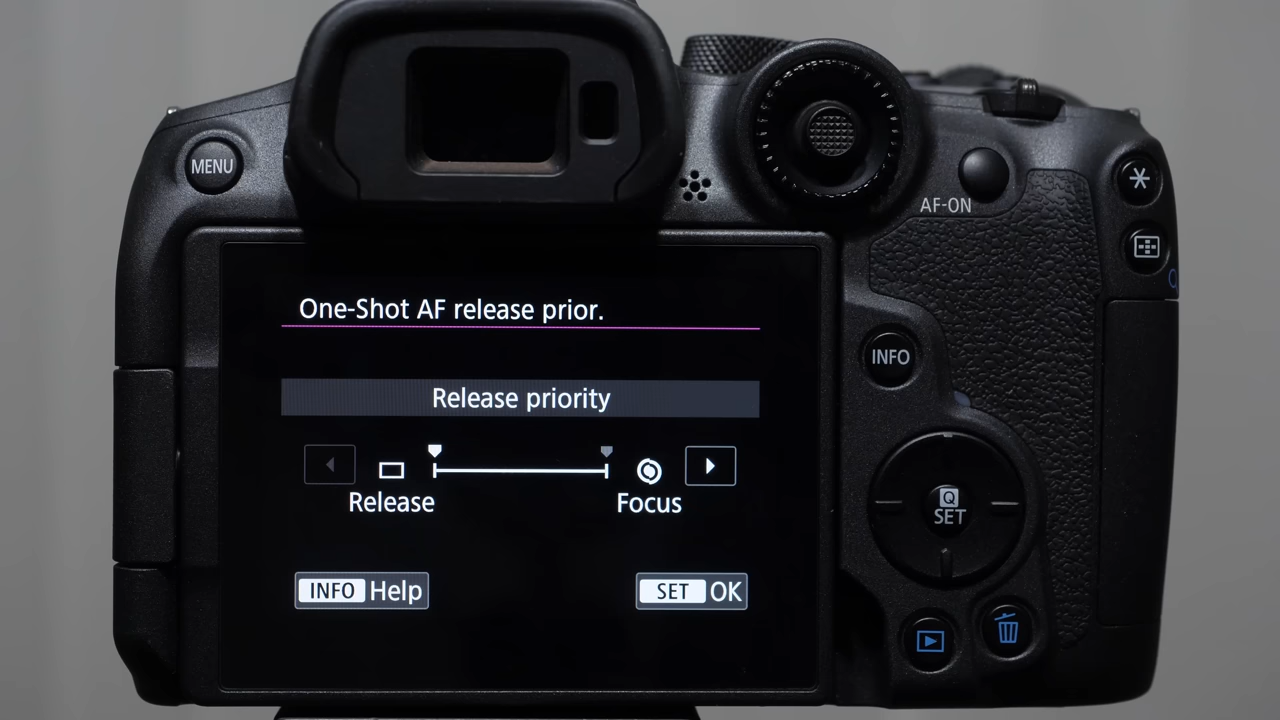 MENU
AF-ON
One-Shot AF release prior.
Release priority
Release
Focus
INFO Help
SET OK
INFO
Q
SET